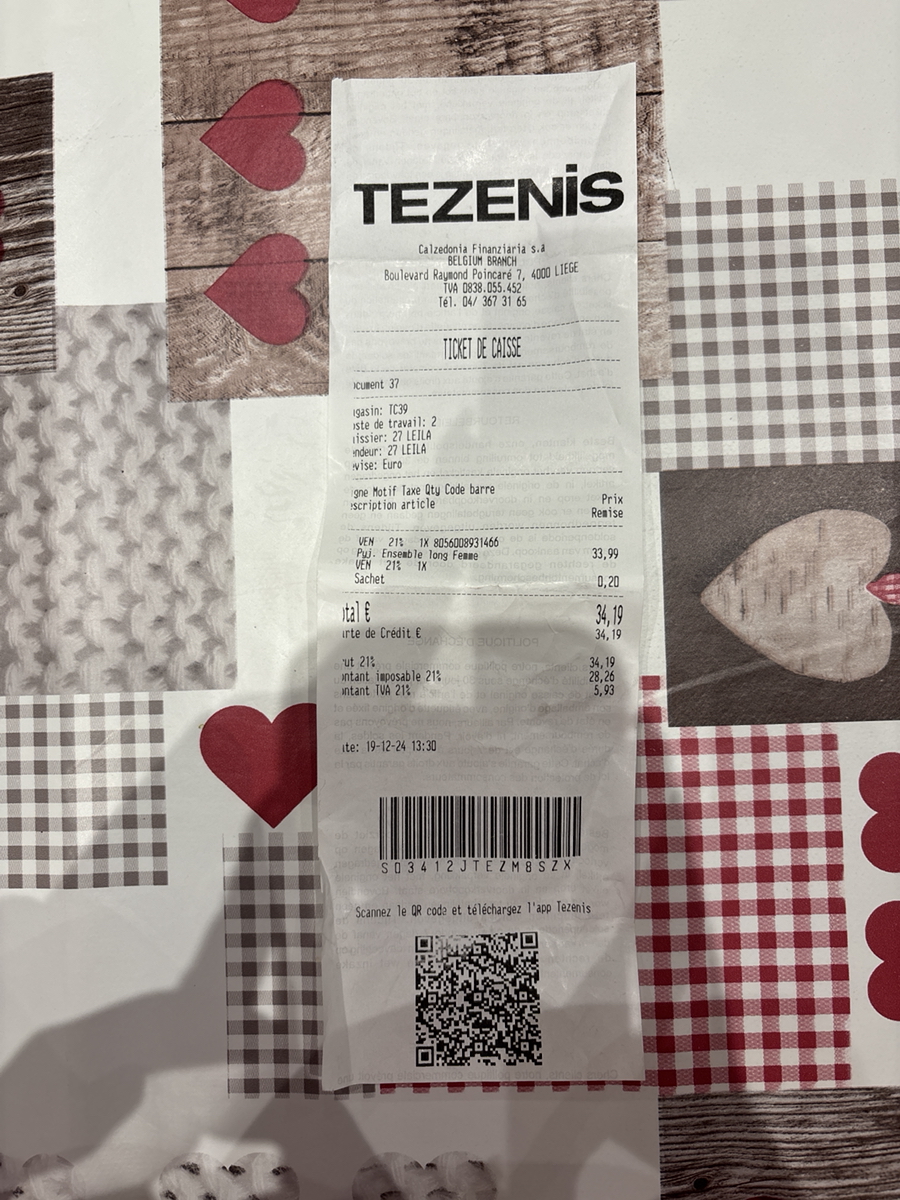 TEZENIS
Calzedonia Finanziaria s.a
BELGIUM BRANCH
Boulevard Raymond Poincaré 7, 4000 LIEGE
TVA 0838.055.452
Tél. 04/ 367 31 65
TICKET DE CAISSE
ocument 37
agasin: TC39
oste de travail: 2
aissier: 27 LEILA
endeur: 27 LEILA
evise: Euro
igne Motif Taxe Qty Code barre
escription article Prix
Remise
VEN 21% 1X 8056008931466
Puj. Ensemble long Femme 33,99
VEN 21% 1X
Sachet 0,20
otal € 34,19
arte de Crédit € 34,19
rut 21% 34,19
ontant imposable 21% 28,26
ontant TVA 21% 5,93
ate: 19-12-24 13:30
S03412JTEZM8SZX
Scannez le QR code et téléchargez l'app Tezenis